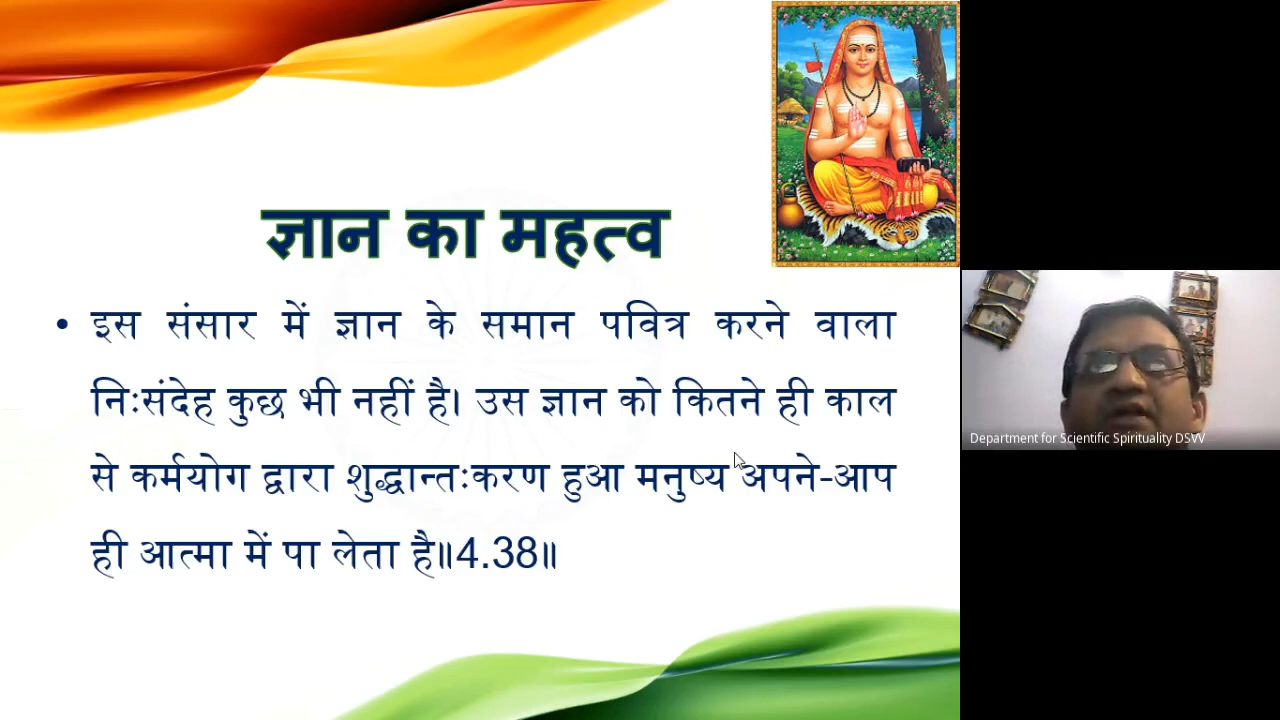 ज्ञान का महत्व
• इस संसार में ज्ञान के समान पवित्र करने वाला
निःसंदेह कुछ भी नहीं है। उस ज्ञान को कितने ही काल
से कर्मयोग द्वारा शुद्धान्तःकरण हुआ मनुष्य अपने-आप
ही आत्मा में पा लेता है॥4.38॥
Department for Scientific Spirituality DSVV